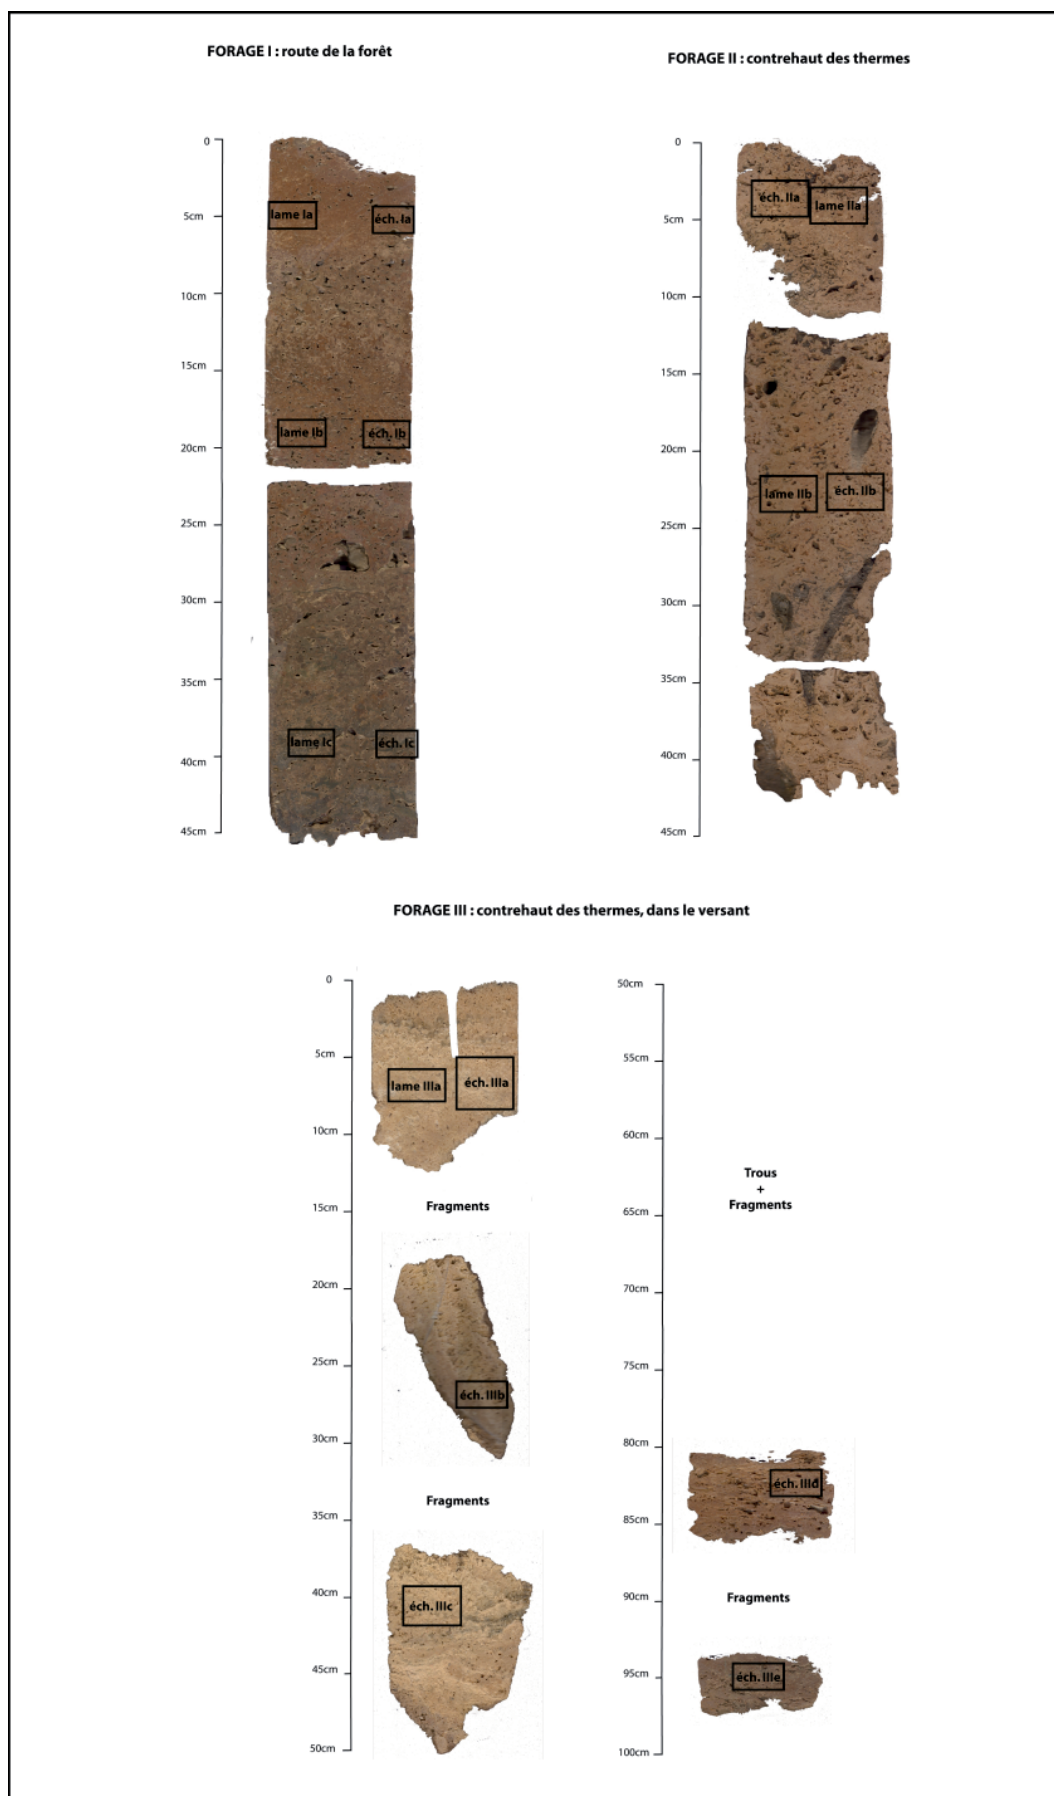 FORAGE I : route de la forêt
0
5cm
10cm
15cm
20cm
25cm
30cm
35cm
40cm
45cm
lame Ia
éch. Ia
lame Ib
éch. Ib
lame Ic
éch. Ic
FORAGE II : contrehaut des thermes
0
5cm
10cm
15cm
20cm
25cm
30cm
35cm
40cm
45cm
éch. IIa
lame IIa
lame IIb
éch. IIb
FORAGE III : contrehaut des thermes, dans le versant
0
5cm
10cm
15cm
20cm
25cm
30cm
35cm
40cm
45cm
50cm
lame IIIa
éch. IIIa
Fragments
éch. IIIb
Fragments
éch. IIIc
50cm
55cm
60cm
65cm
70cm
75cm
80cm
85cm
90cm
95cm
100cm
Trous
+
Fragments
éch. IIId
Fragments
éch. IIIe